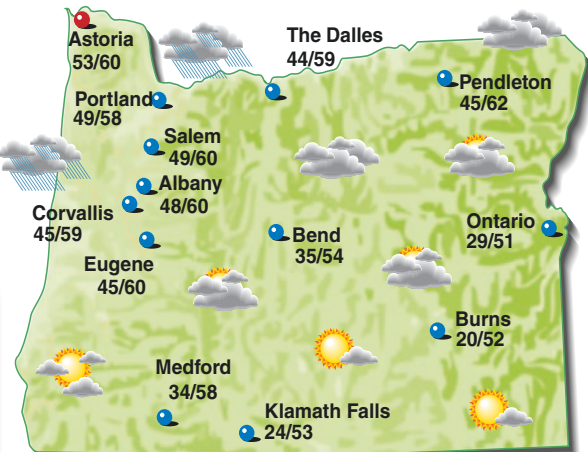 Astoria
53/60
The Dalles
44/59
Pendleton
45/62
Portland
49/58
Salem
49/60
Albany
48/60
Corvallis
45/59
Eugene
45/60
Bend
35/54
Ontario
29/51
Burns
20/52
Medford
34/58
Klamath Falls
24/53